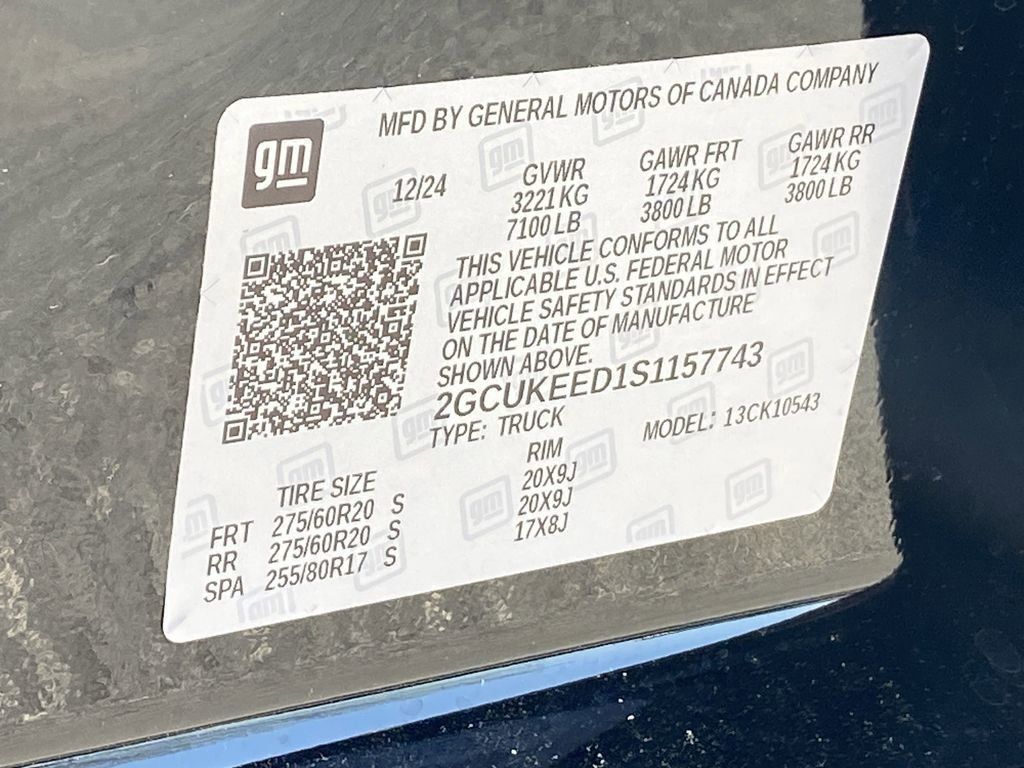 MFD BY GENERAL MOTORS OF CANADA COMPANY
gm
12/24
GVWR GAWR FRT GAWR RR
3221 KG 1724 KG 1724 KG
7100 LB 3800 LB 3800 LB
THIS VEHICLE CONFORMS TO ALL
APPLICABLE U.S. FEDERAL MOTOR
VEHICLE SAFETY STANDARDS IN EFFECT
ON THE DATE OF MANUFACTURE
SHOWN ABOVE.
2GCUKEED1S1157743
TYPE: TRUCK MODEL: 13CK10543
TIRE SIZE RIM
FRT 275/60R20 S 20X9J
RR 275/60R20 S 20X9J
SPA 255/80R17 S 17X8J